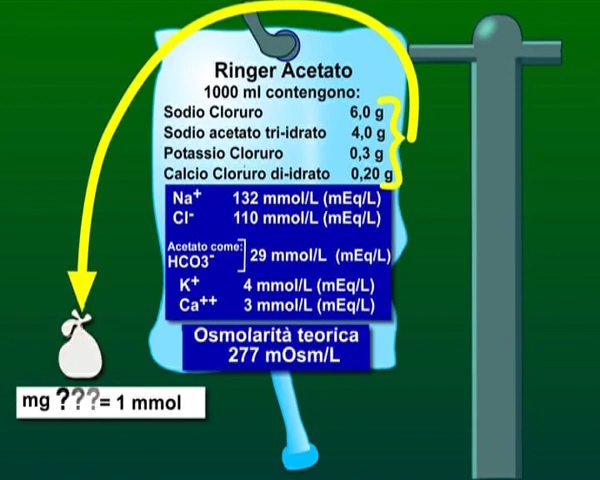 Ringer Acetato
1000 ml contengono:
Sodio Cloruro 6,0 g
Sodio acetato tri-idrato 4,0 g
Potassio Cloruro 0,3 g
Calcio Cloruro di-idrato 0,20 g
Na+ 132 mmol/L (mEq/L)
Cl- 110 mmol/L (mEq/L)
Acetato come:
HCO3- 29 mmol/L (mEq/L)
K+ 4 mmol/L (mEq/L)
Ca++ 3 mmol/L (mEq/L)
Osmolarità teorica
277 mOsm/L
mg ???= 1 mmol